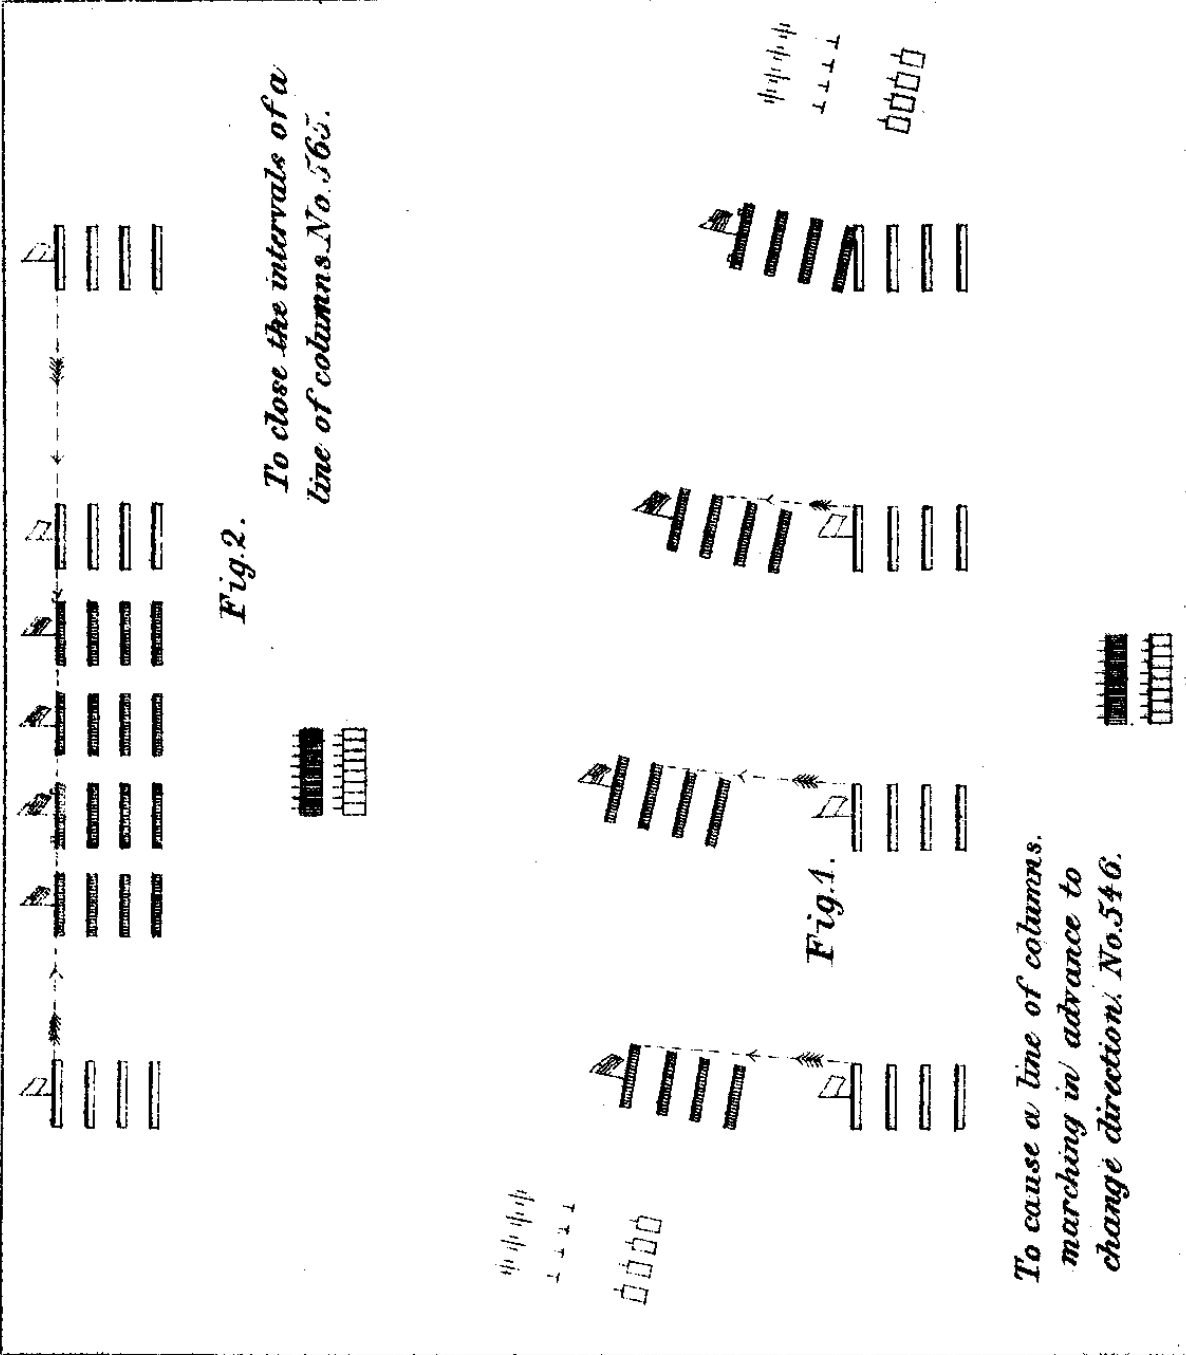 Fig. 2.
To close the intervals of a
line of columns. No. 565.
Fig. 1.
To cause a line of columns.
marching in advance to
change direction. No. 546.